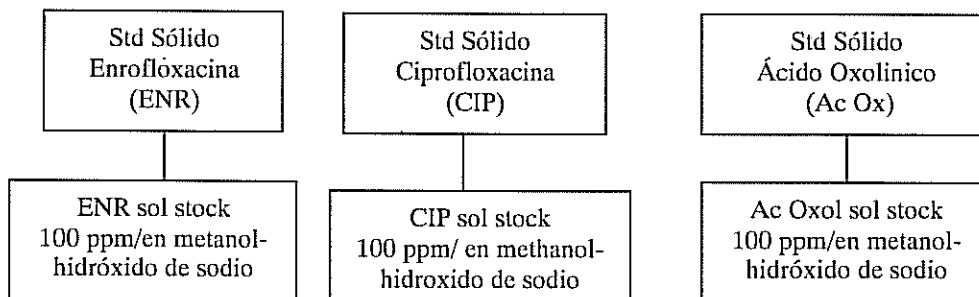 Std Sólido
Enrofloxacina
(ENR)
Std Sólido
Ciprofloxacina
(CIP)
Std Sólido
Ácido Oxolinico
(Ac Ox)
ENR sol stock
100 ppm/en metanol-
hidróxido de sodio
CIP sol stock
100 ppm/ en methanol-
hidroxido de sodio
Ac Oxol sol stock
100 ppm/en metanol-
hidróxido de sodio